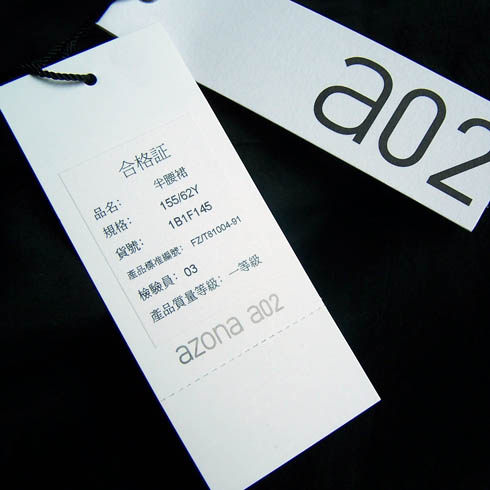 合格証
品名： 半腰裙
規格： 155/62Y
貨號： 1B1F145
產品標准編號： FZ/T81004-91
檢驗員： 03
產品質量等級： 一等級
azona a02
a02